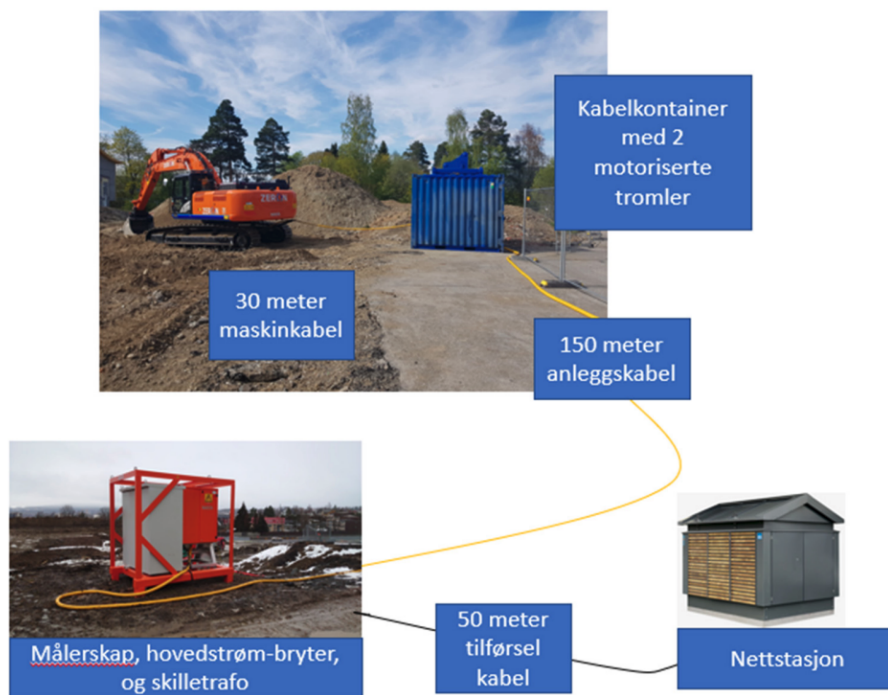 Kabelkontainer
med 2
motoriserte
tromler
ZERON
30 meter
maskinkabel
150 meter
anleggskabel
50 meter
tilførsel
kabel
Målerskap, hovedstrøm-bryter,
og skilletrafo
Nettstasjon